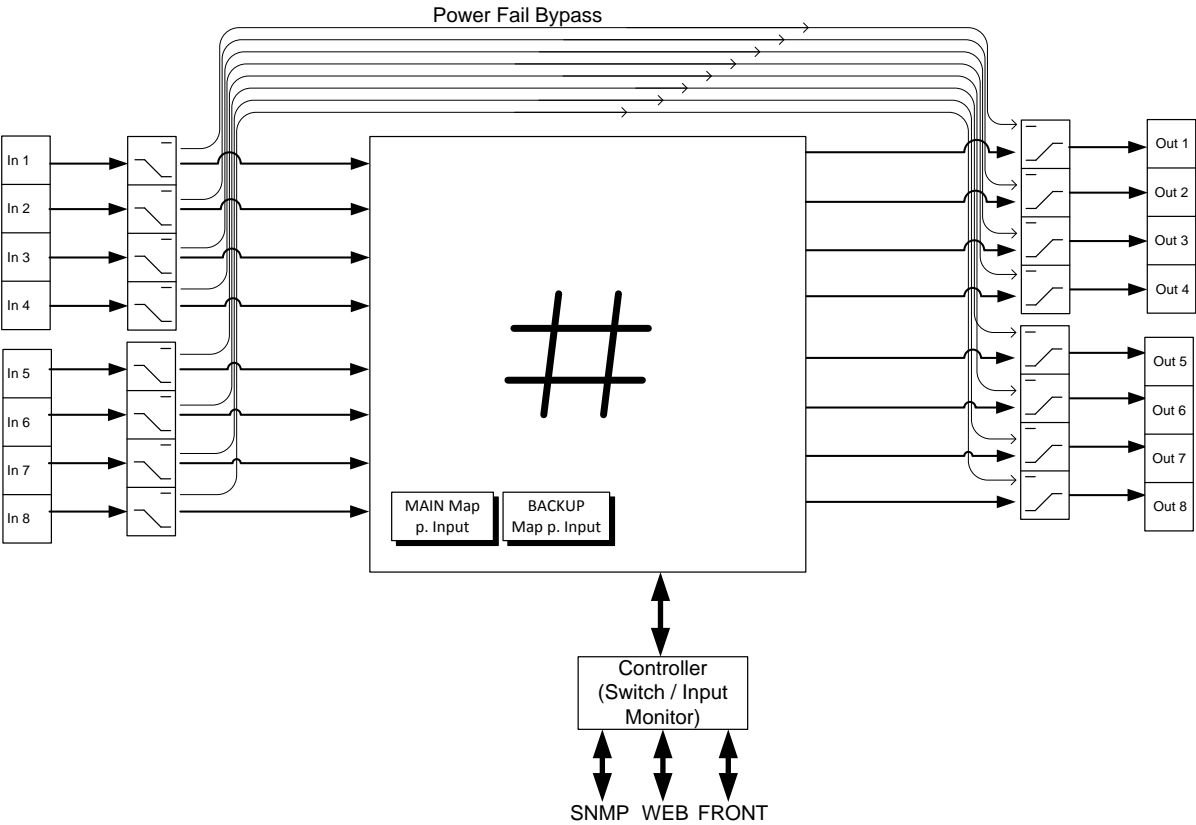 Power Fail Bypass
In 1
In 2
In 3
In 4
In 5
In 6
In 7
In 8
Out 1
Out 2
Out 3
Out 4
Out 5
Out 6
Out 7
Out 8
#
MAIN Map
p. Input
BACKUP
Map p. Input
Controller
(Switch / Input
Monitor)
SNMP WEB FRONT